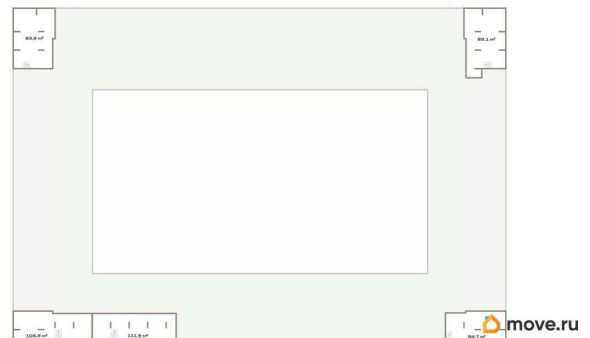 83,9 м²
89,1 м²
108,8 м²
111,9 м²
84,7 м²
move.ru